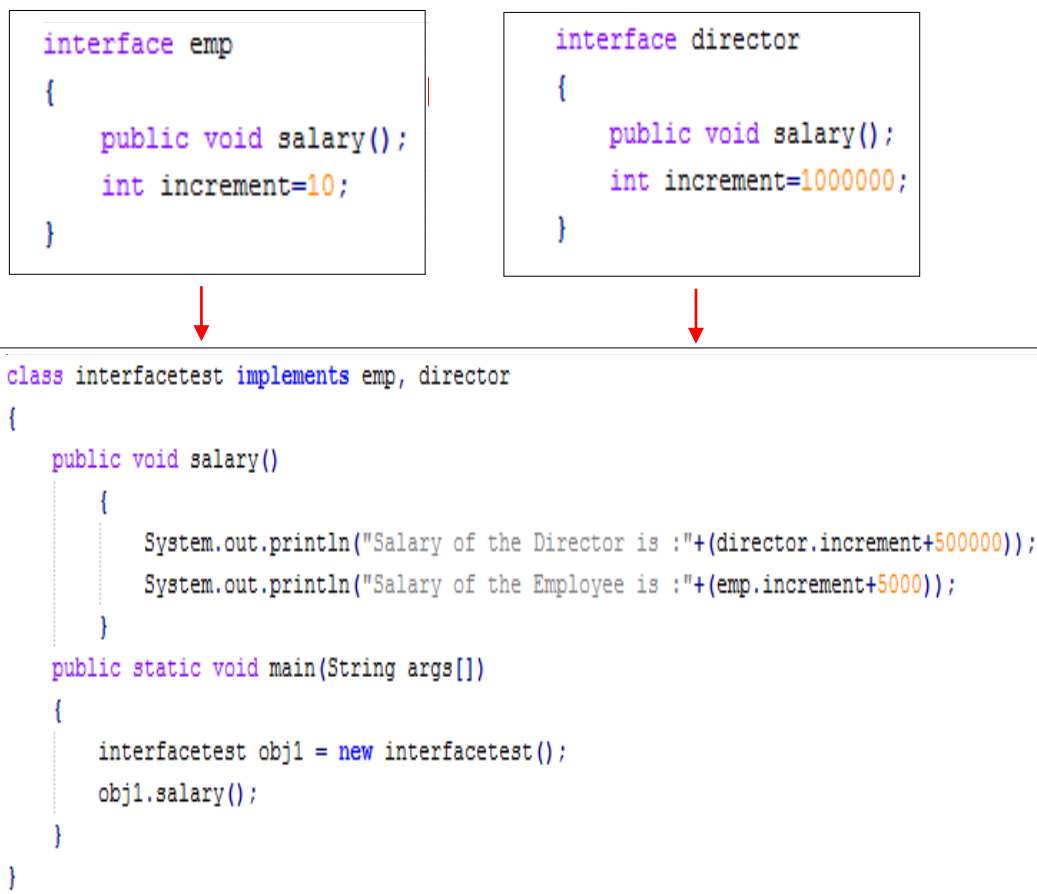 interface emp
{
    public void salary();
    int increment=10;
}
interface director
{
    public void salary();
    int increment=1000000;
}
class interfacetest implements emp, director
{
    public void salary()
        {
            System.out.println("Salary of the Director is :"+(director.increment+500000));
            System.out.println("Salary of the Employee is :"+(emp.increment+5000));
        }
    public static void main(String args[])
    {
        interfacetest obj1 = new interfacetest();
        obj1.salary();
    }
}